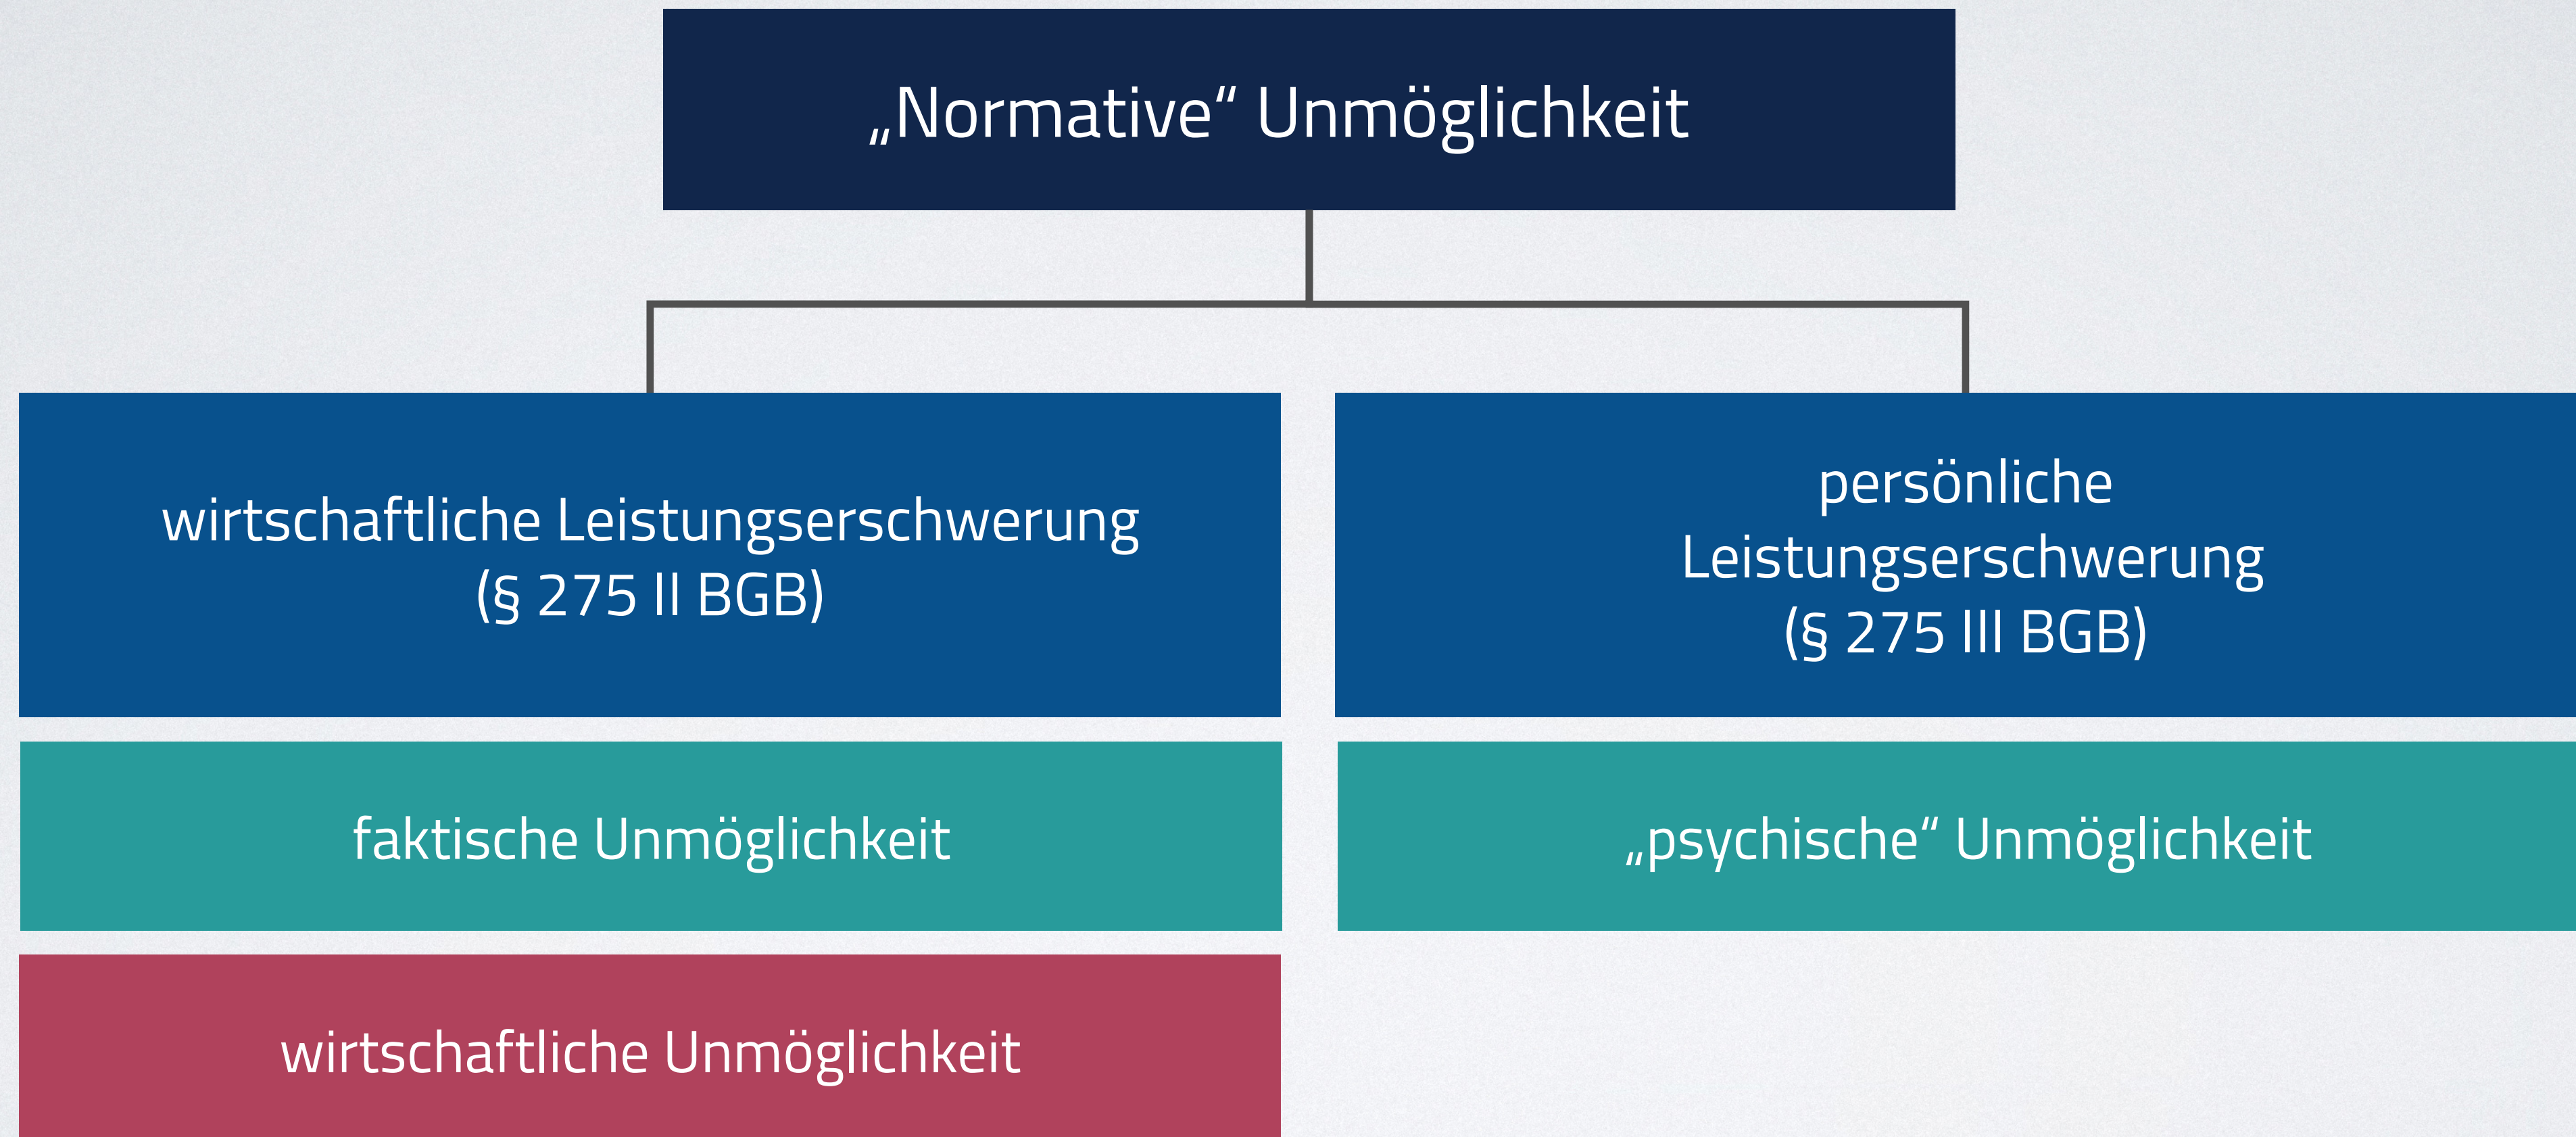 „Normative“ Unmöglichkeit
wirtschaftliche Leistungserschwerung
(§ 275 II BGB)
persönliche
Leistungserschwerung
(§ 275 III BGB)
faktische Unmöglichkeit
„psychische“ Unmöglichkeit
wirtschaftliche Unmöglichkeit